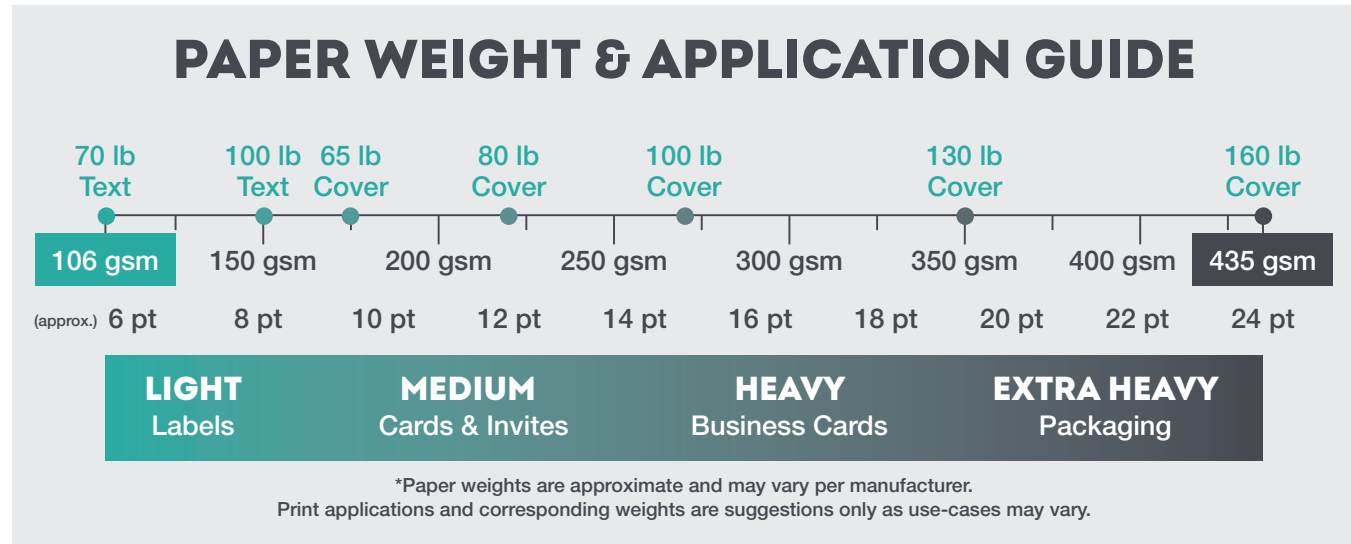 PAPER WEIGHT & APPLICATION GUIDE
70 lb 100 lb 65 lb 80 lb 100 lb 130 lb 160 lb
Text Text Cover Cover Cover Cover Cover
106 gsm 150 gsm 200 gsm 250 gsm 300 gsm 350 gsm 400 gsm 435 gsm
(approx.) 6 pt 8 pt 10 pt 12 pt 14 pt 16 pt 18 pt 20 pt 22 pt 24 pt
LIGHT MEDIUM HEAVY EXTRA HEAVY
Labels Cards & Invites Business Cards Packaging
*Paper weights are approximate and may vary per manufacturer.
Print applications and corresponding weights are suggestions only as use-cases may vary.